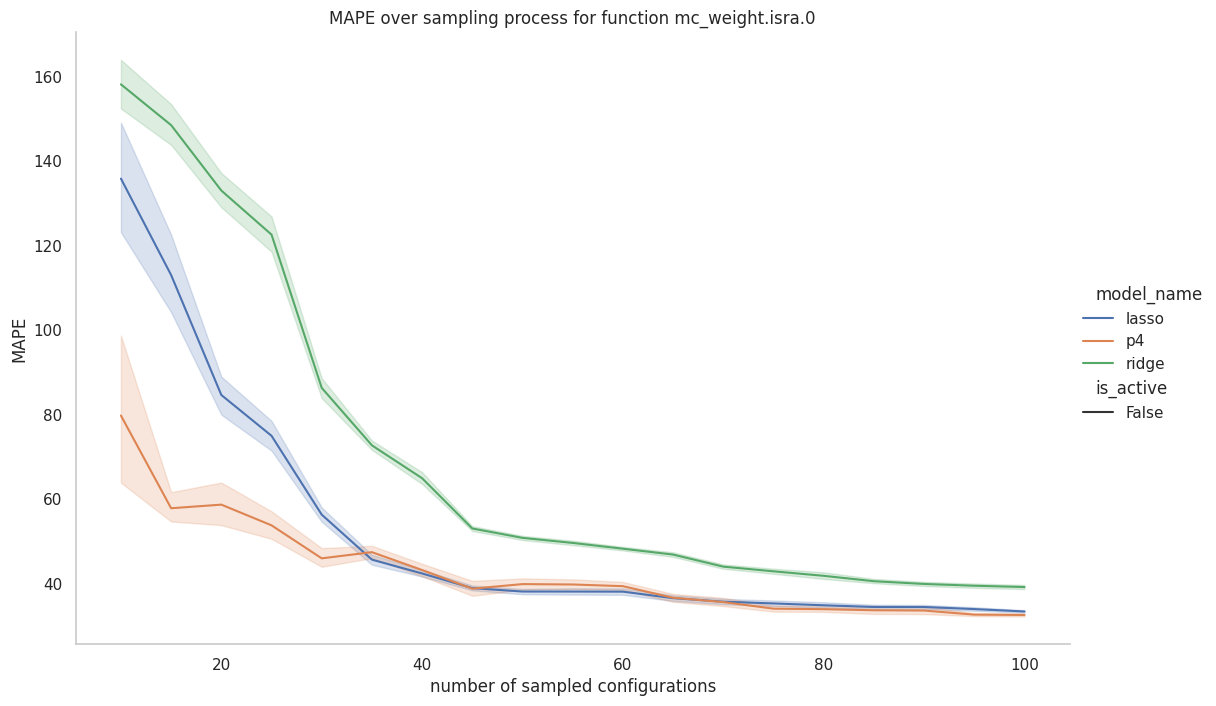 MAPE over sampling process for function mc_weight.isra.0
160
140
120
100
80
60
40
MAPE
20
40
60
80
100
number of sampled configurations
model_name
lasso
p4
ridge
is_active
False